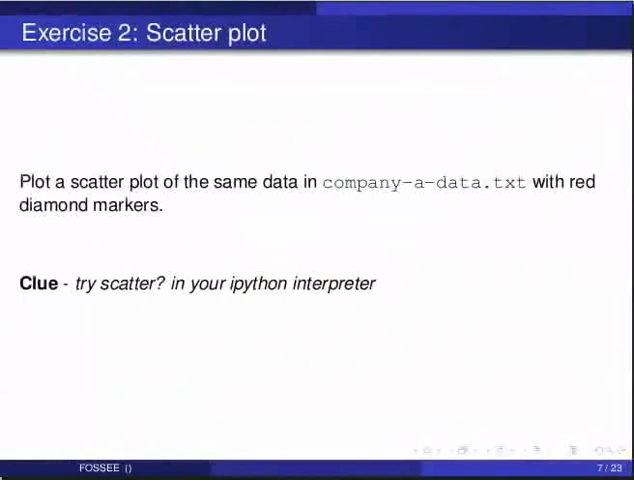 Exercise 2: Scatter plot
Plot a scatter plot of the same data in company-a-data.txt with red
diamond markers.
Clue - try scatter? in your ipython interpreter
FOSSEE ()
7 / 23